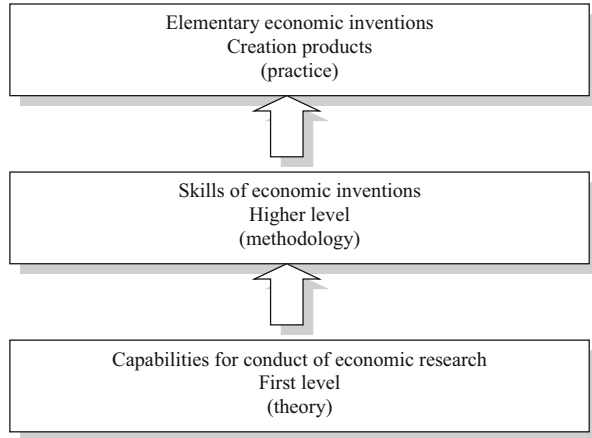 Elementary economic inventions
Creation products
(practice)
Skills of economic inventions
Higher level
(methodology)
Capabilities for conduct of economic research
First level
(theory)